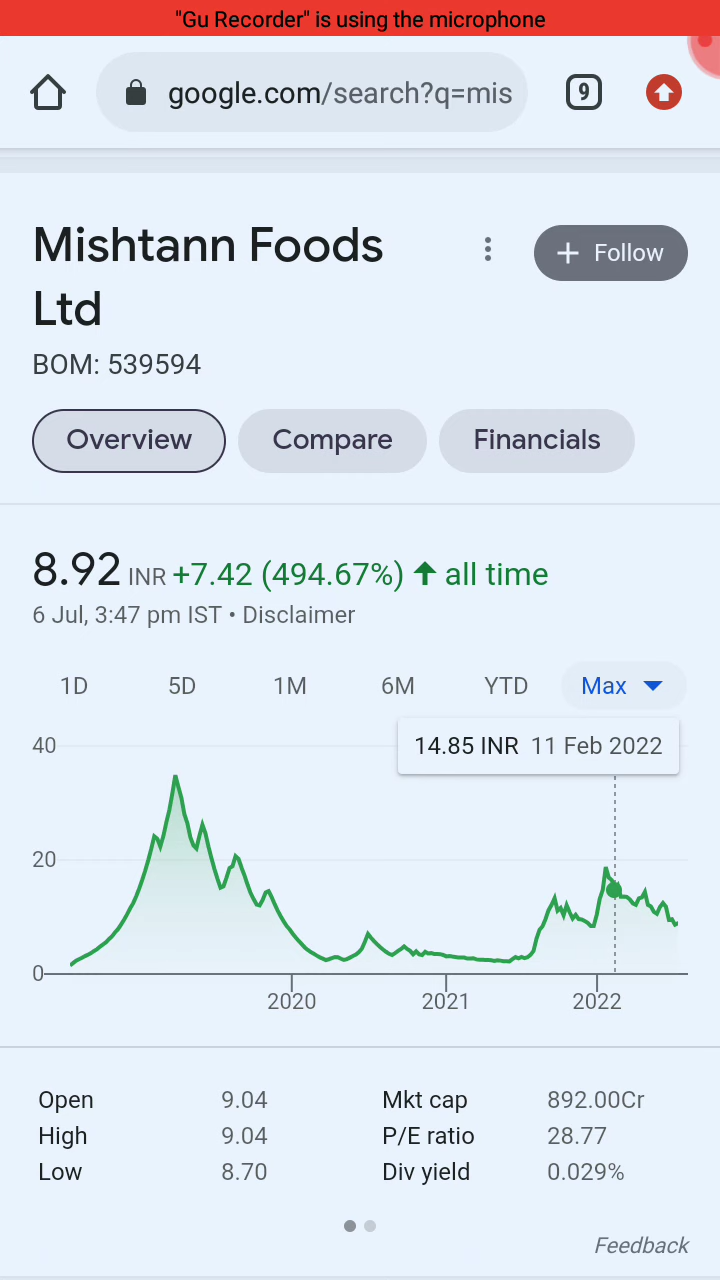 "Gu Recorder" is using the microphone
google.com/search?q=mis
9
Mishtann Foods
Ltd
+ Follow
BOM: 539594
Overview Compare Financials
8.92 INR +7.42 (494.67%) ↑ all time
6 Jul, 3:47 pm IST • Disclaimer
1D 5D 1M 6M YTD Max
14.85 INR 11 Feb 2022
40
20
0
2020 2021 2022
Open 9.04 Mkt cap 892.00Cr
High 9.04 P/E ratio 28.77
Low 8.70 Div yield 0.029%
Feedback